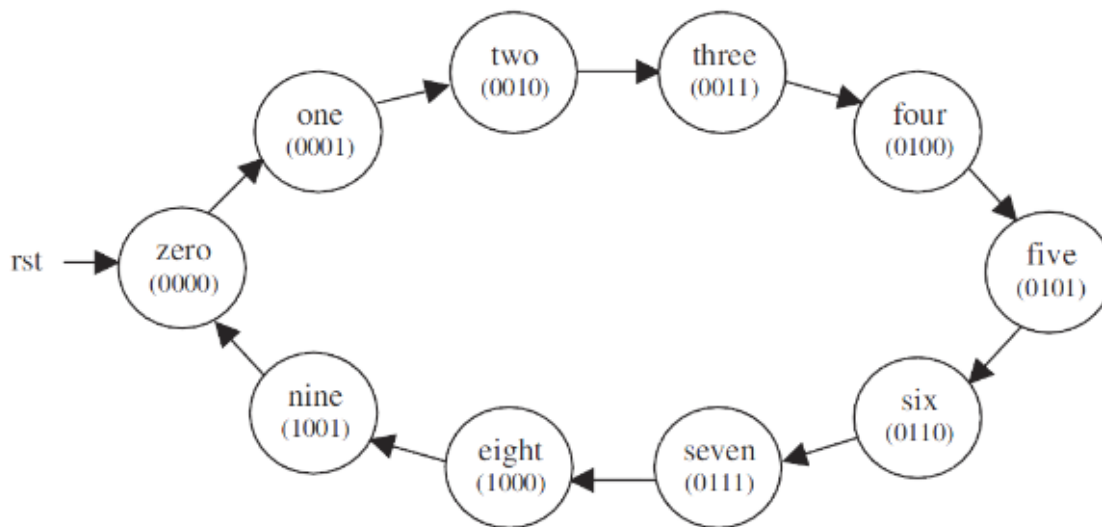 two
(0010)
three
(0011)
one
(0001)
four
(0100)
rst
zero
(0000)
five
(0101)
nine
(1001)
eight
(1000)
seven
(0111)
six
(0110)